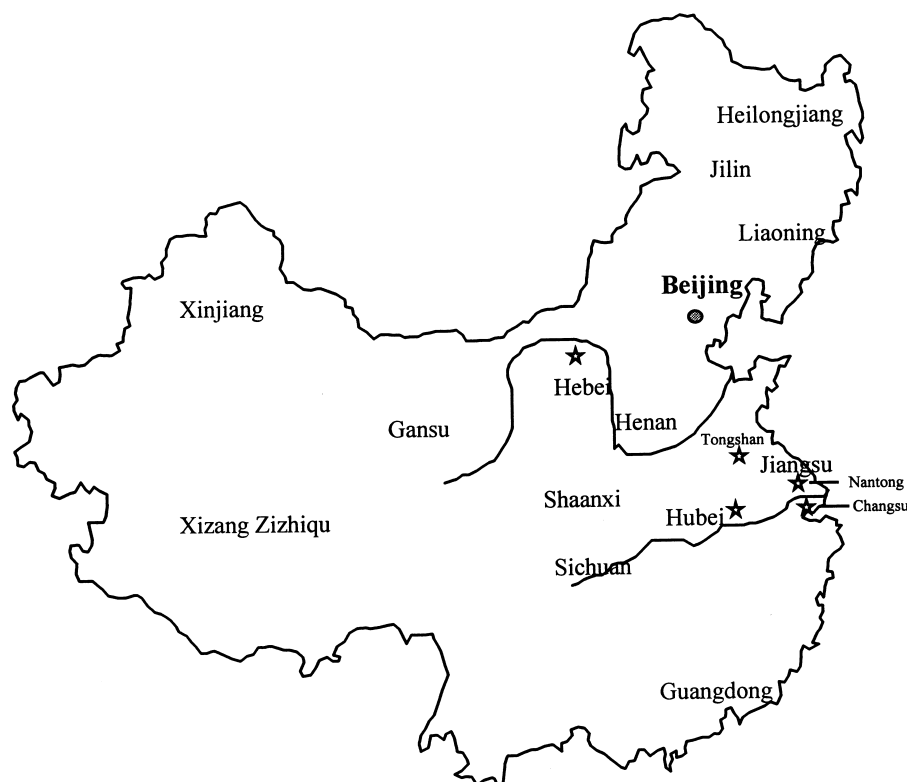 Heilongjiang
Jilin
Liaoning
Beijing
Xinjiang
Hebei
Henan
Gansu
Tongshan
Jiangsu
Nantong
Shaanxi
Changsu
Hubei
Xizang Zizhiqu
Sichuan
Guangdong